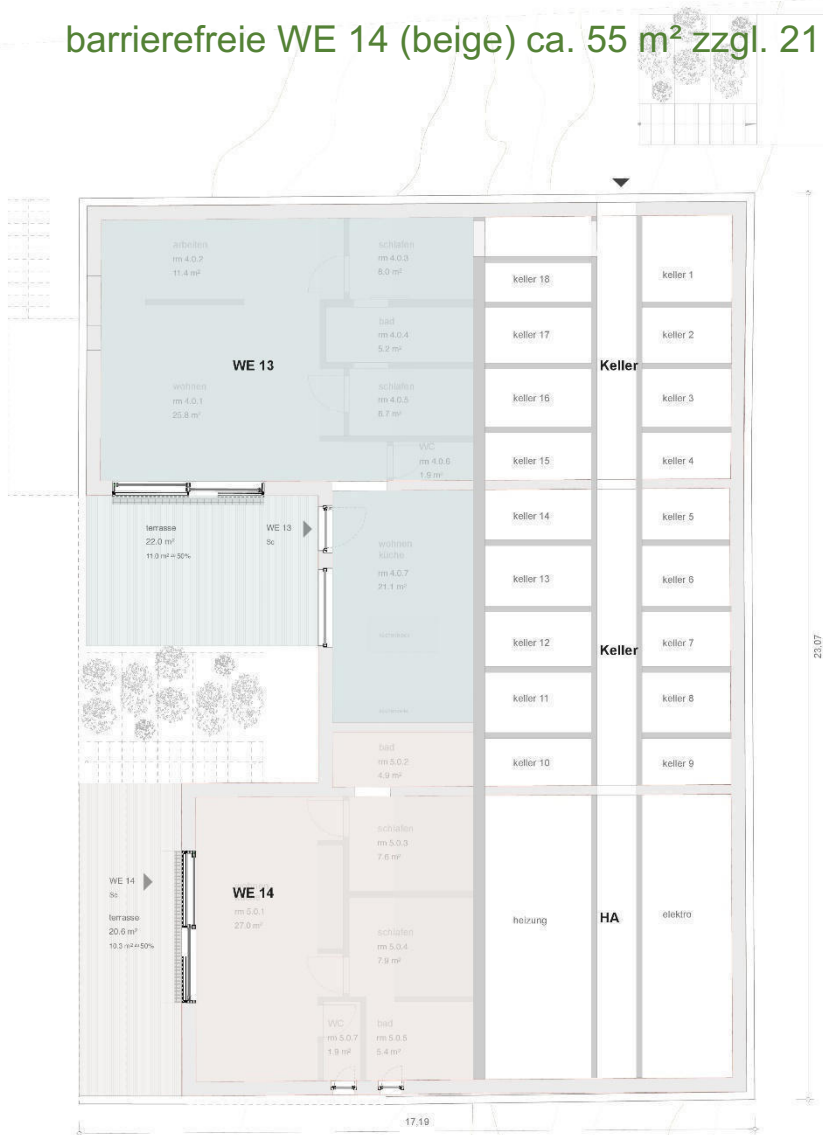 barrierefreie WE 14 (beige) ca. 55 m² zzgl. 21
arbeiten
rm 4.0.2
11.4 m²
schlafen
rm 4.0.3
8.0 m²
bad
rm 4.0.4
5.2 m²
WE 13
wohnen
rm 4.0.1
25.8 m²
schlafen
rm 4.0.5
8.7 m²
WC
rm 4.0.6
1.9 m²
keller 18
keller 17
keller 16
keller 15
keller 14
keller 13
keller 12
keller 11
keller 10
Keller
Keller
keller 1
keller 2
keller 3
keller 4
keller 5
keller 6
keller 7
keller 8
keller 9
terrasse
22.0 m²
11.0 m² = 50%
WE 13
So
wohnen
küche
rm 4.0.7
21.1 m²
bad
rm 5.0.2
4.9 m²
schlafen
rm 5.0.3
7.6 m²
WE 14
So
terrasse
20.6 m²
10.3 m² = 50%
WE 14
rm 5.0.1
27.0 m²
schlafen
rm 5.0.4
7.9 m²
WC
rm 5.0.7
1.9 m²
bad
rm 5.0.5
5.4 m²
heizung
HA
elektro
23,07
17,19